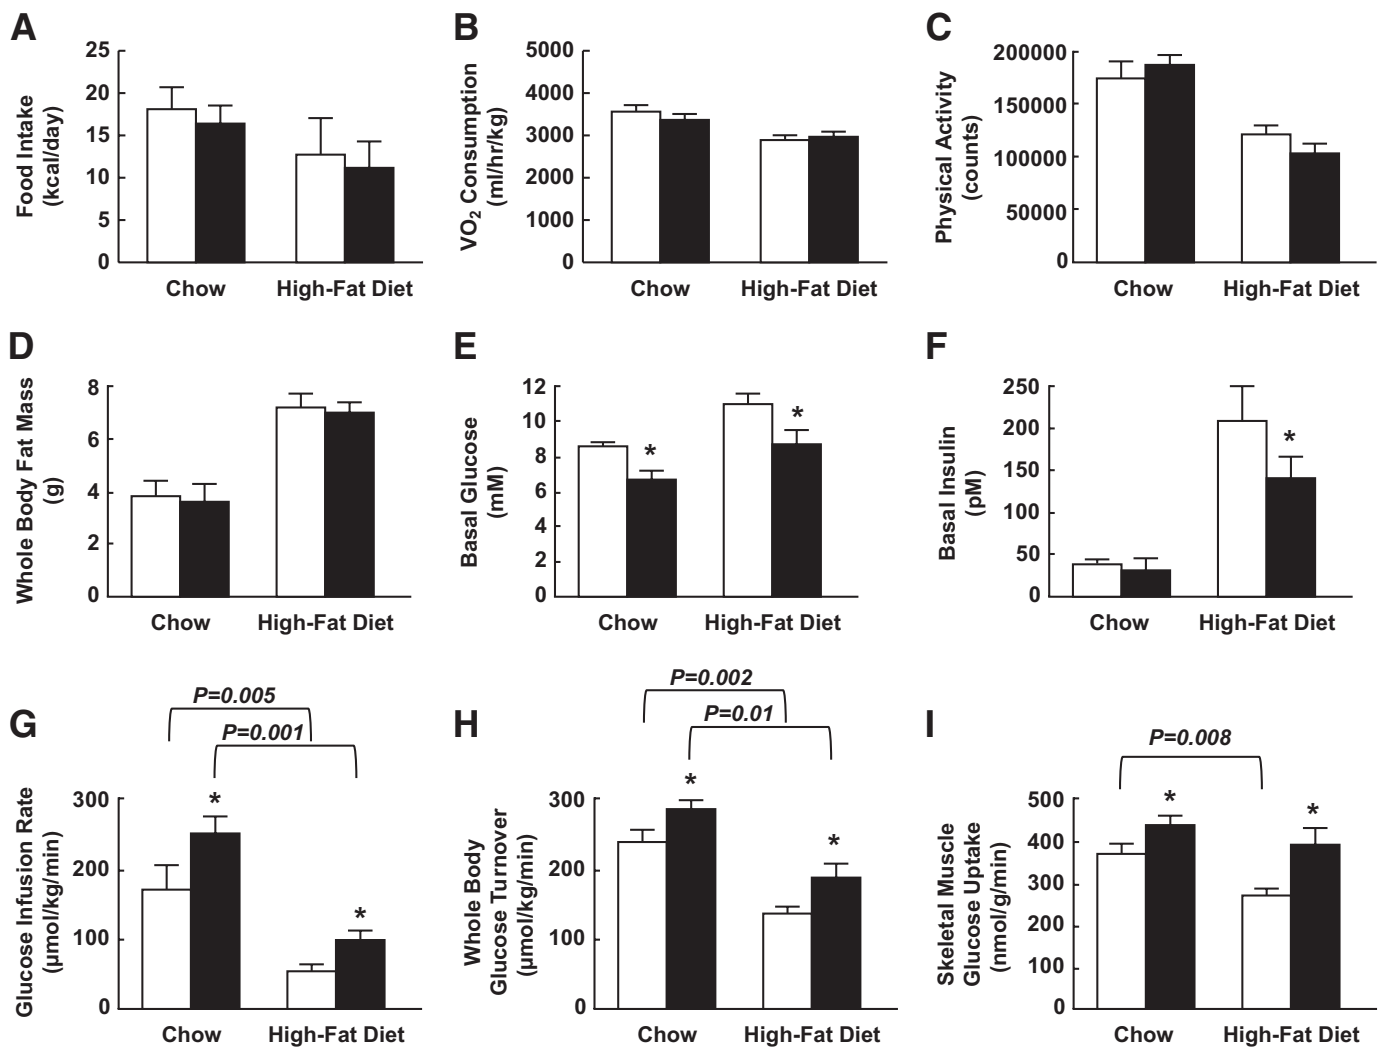 A
Food Intake
(kcal/day)
25
20
15
10
5
0
Chow
High-Fat Diet
B
VO2 Consumption
(ml/hr/kg)
5000
4000
3000
2000
1000
0
Chow
High-Fat Diet
C
Physical Activity
(counts)
200000
150000
100000
50000
0
Chow
High-Fat Diet
D
Whole Body Fat Mass
(g)
8
6
4
2
0
Chow
High-Fat Diet
E
Basal Glucose
(mM)
12
10
8
6
4
2
0
*
*
Chow
High-Fat Diet
F
Basal Insulin
(pM)
250
200
150
100
50
0
*
Chow
High-Fat Diet
G
P=0.005
P=0.001
Glucose Infusion Rate
(µmol/kg/min)
300
200
100
0
*
*
Chow
High-Fat Diet
H
P=0.002
P=0.01
Whole Body
Glucose Turnover
(µmol/kg/min)
300
200
100
0
*
*
Chow
High-Fat Diet
I
P=0.008
Skeletal Muscle
Glucose Uptake
(nmol/g/min)
500
400
300
200
100
0
*
*
Chow
High-Fat Diet